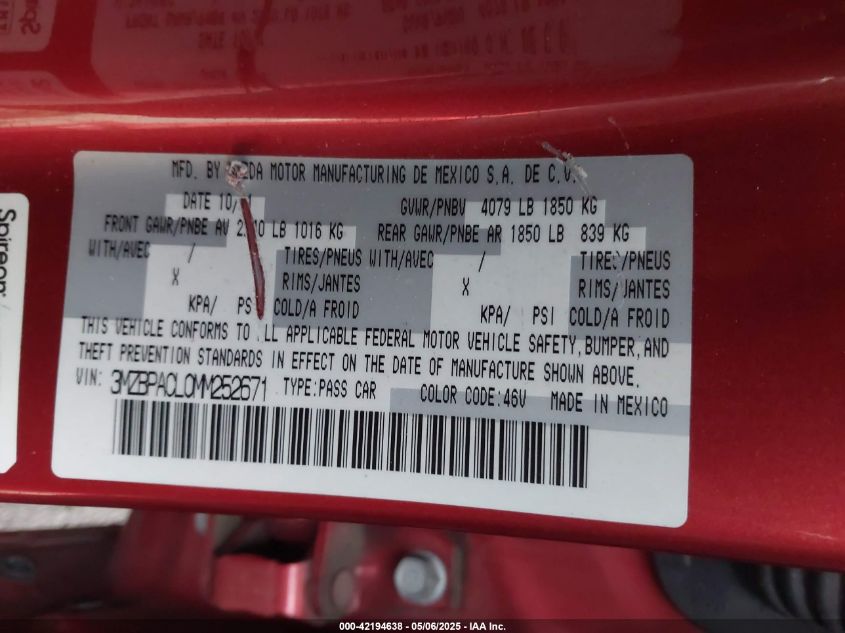 MFD. BY MAZDA MOTOR MANUFACTURING DE MEXICO S.A. DE C.V.
DATE 10/ GVWR/PNBV 4079 LB 1850 KG
FRONT GAWR/PNBE AV LB 1016 KG REAR GAWR/PNBE AR 1850 LB 839 KG
WITH/AVEC / TIRES/PNEUS WITH/AVEC / TIRES/PNEUS
X RIMS/JANTES X RIMS/JANTES
KPA/ PSI COLD/A FROID KPA/ PSI COLD/A FROID
THIS VEHICLE CONFORMS TO ALL APPLICABLE FEDERAL MOTOR VEHICLE SAFETY, BUMPER, AND
THEFT PREVENTION STANDARDS IN EFFECT ON THE DATE OF MANUFACTURE SHOWN ABOVE.
VIN: 3MZBPACL0MM252671 TYPE:PASS CAR COLOR CODE:46V MADE IN MEXICO
Spireon
000-42194638 - 05/06/2025 - IAA Inc.